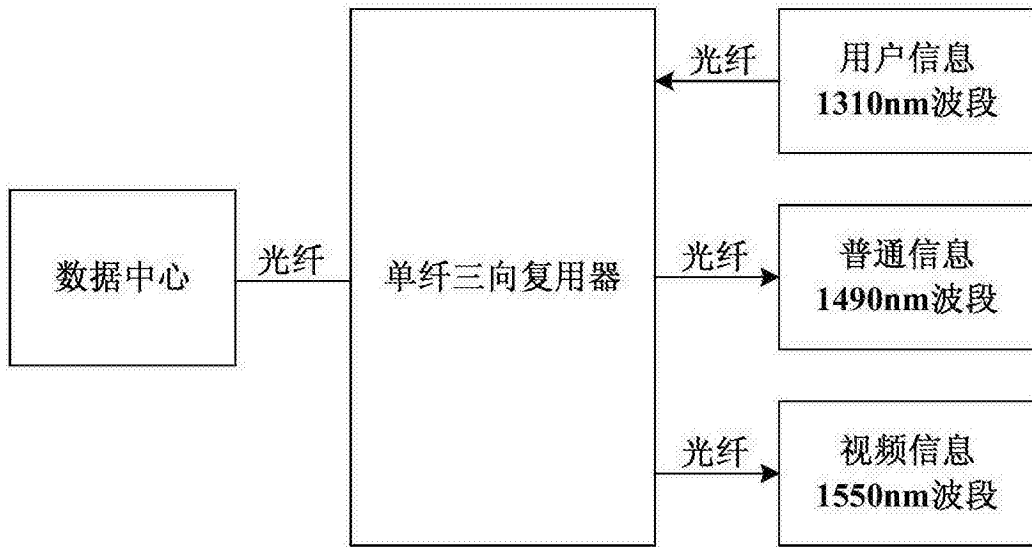 光纤
用户信息
1310nm波段
数据中心
光纤
单纤三向复用器
光纤
普通信息
1490nm波段
光纤
视频信息
1550nm波段